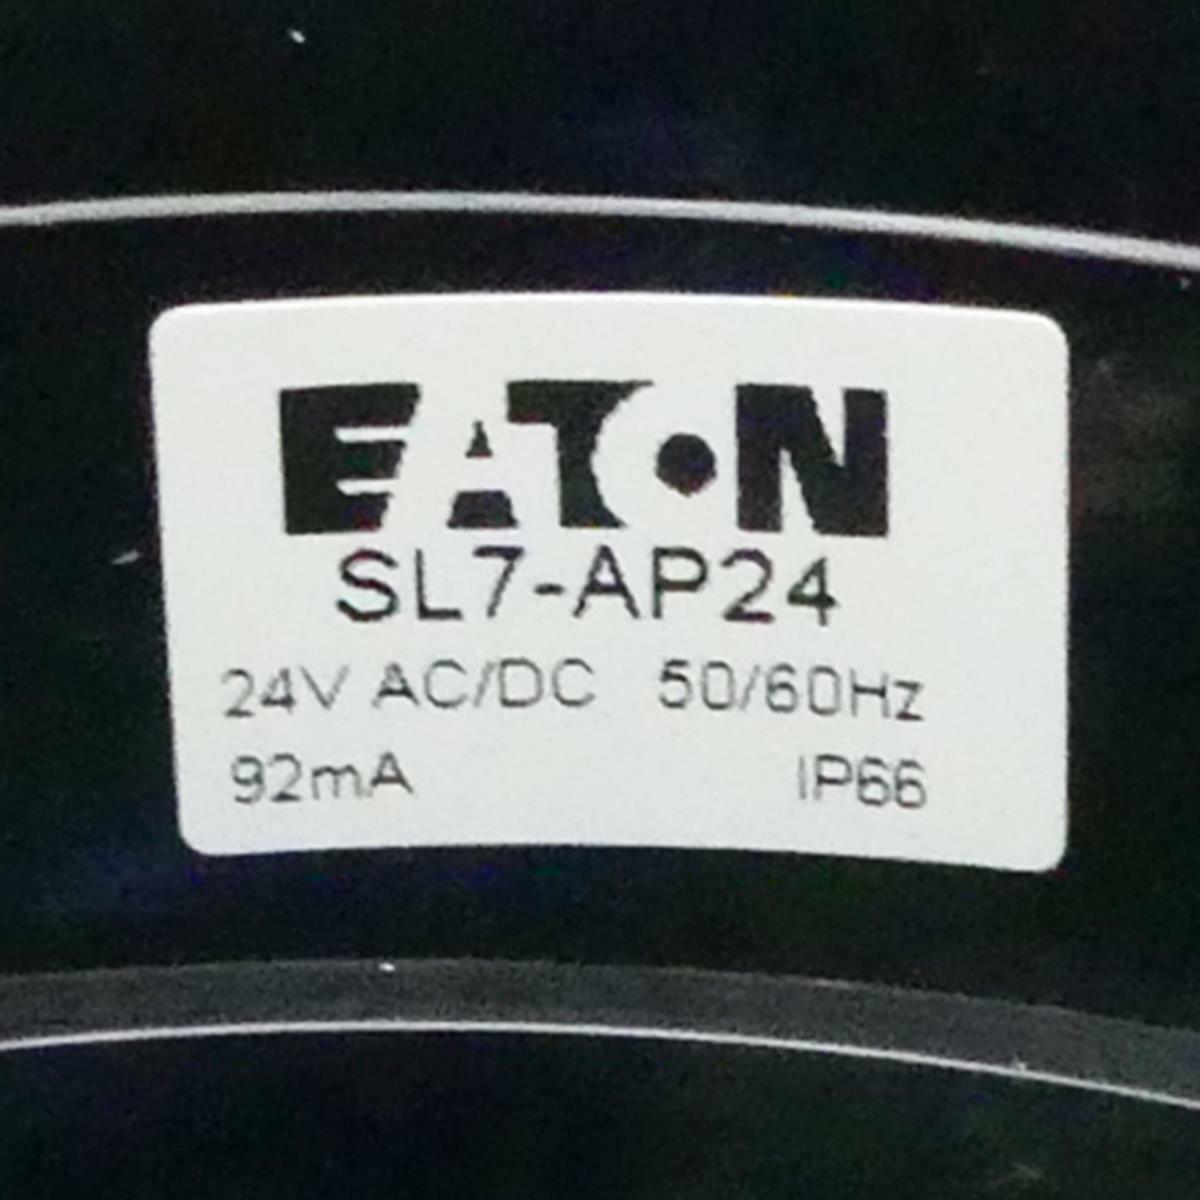 EATON
SL7-AP24
24V AC/DC 50/60Hz
92mA IP66